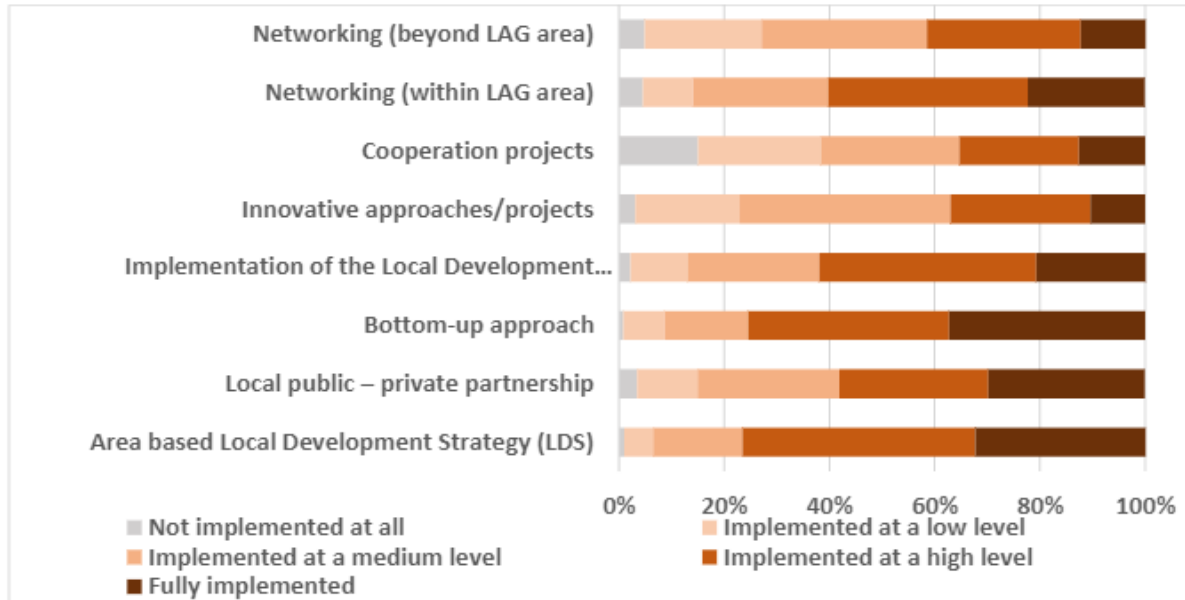 Networking (beyond LAG area)
Networking (within LAG area)
Cooperation projects
Innovative approaches/projects
Implementation of the Local Development...
Bottom-up approach
Local public – private partnership
Area based Local Development Strategy (LDS)
0% 20% 40% 60% 80% 100%
Not implemented at all
Implemented at a low level
Implemented at a medium level
Implemented at a high level
Fully implemented